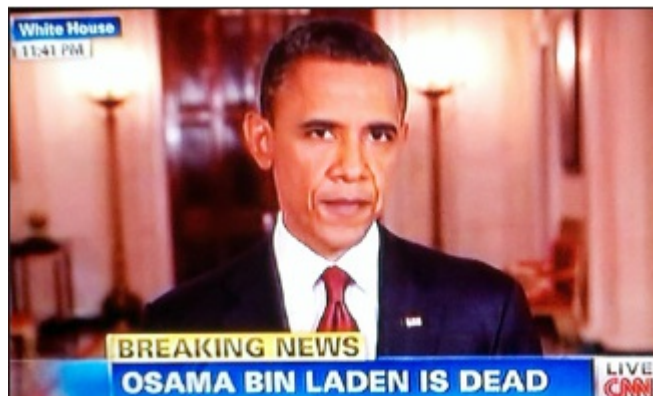 White House
11:41 PM
BREAKING NEWS
OSAMA BIN LADEN IS DEAD
LIVE
CNN